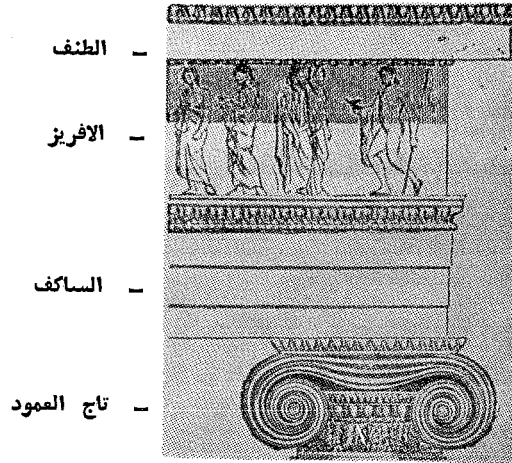 الطنف –
الافريز –
الساكف –
تاج العمود –